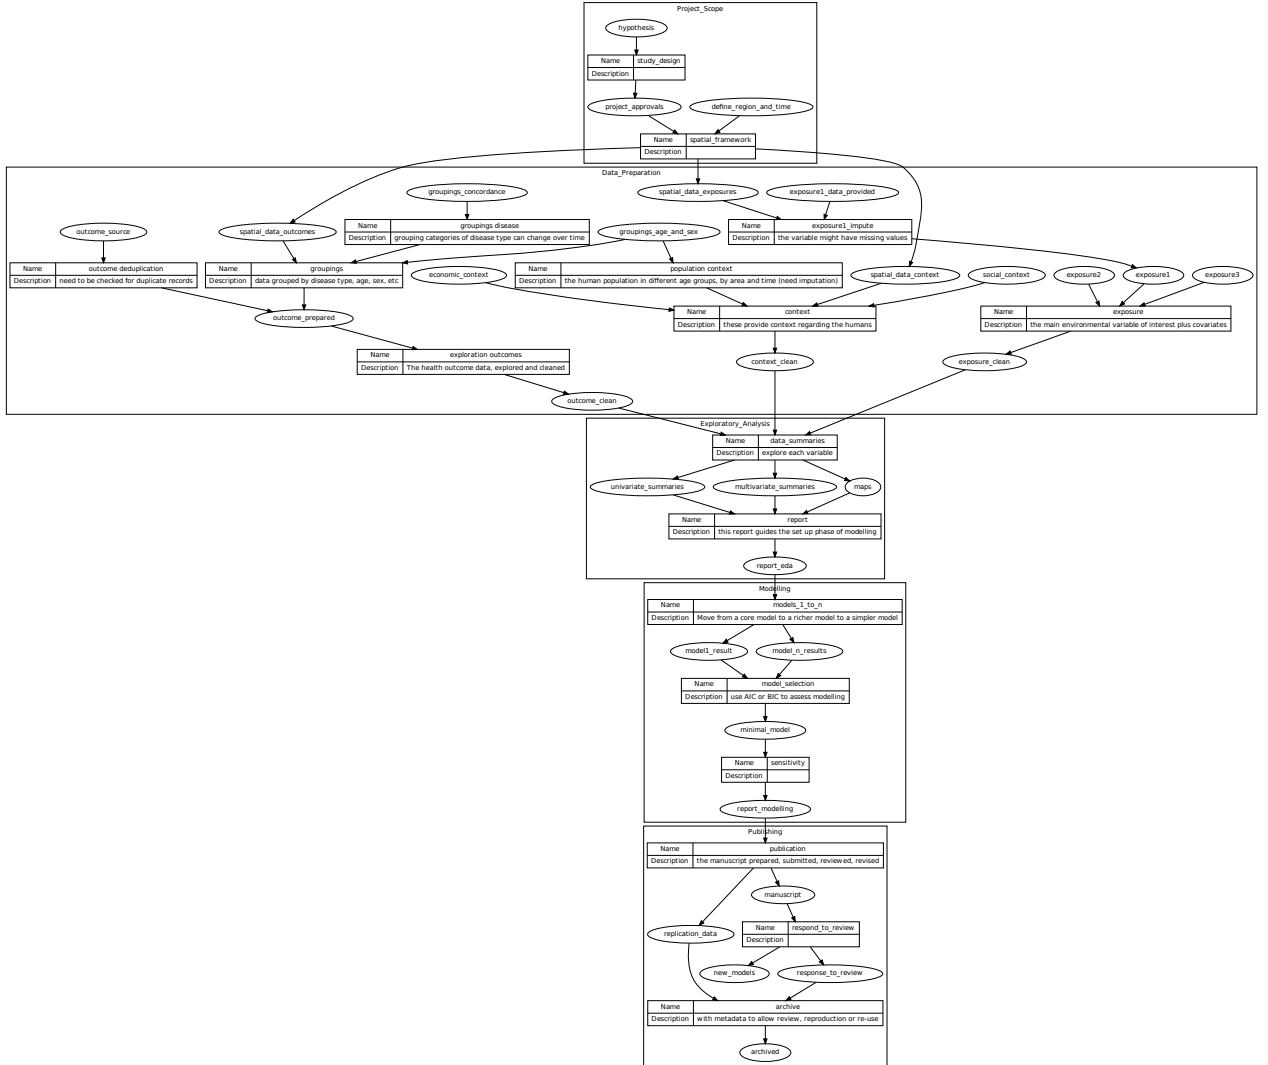 Project_Scope
hypothesis
Name study_design
Description
project_approvals define_region_and_time
Name spatial_framework
Description
Data_Preparation
groupings_concordance spatial_data_exposures exposure1_data_provided
outcome_source spatial_data_outcomes
Name groupings disease
Description grouping categories of disease type can change over time
groupings_age_and_sex
Name exposure1_impute
Description the variable might have missing values
Name outcome deduplication
Description need to be checked for duplicate records
Name groupings
Description data grouped by disease type, age, sex, etc
economic_context
Name population context
Description the human population in different age groups, by area and time (need imputation)
spatial_data_context social_context exposure2 exposure1 exposure3
outcome_prepared
Name context
Description these provide context regarding the humans
Name exposure
Description the main environmental variable of interest plus covariates
Name exploration outcomes
Description The health outcome data, explored and cleaned
context_clean exposure_clean
outcome_clean
Exploratory_Analysis
Name data_summaries
Description explore each variable
univariate_summaries multivariate_summaries maps
Name report
Description this report guides the set up phase of modelling
report_eda
Modelling
Name models_1_to_n
Description Move from a core model to a richer model to a simpler model
model1_result model_n_results
Name model_selection
Description use AIC or BIC to assess modelling
minimal_model
Name sensitivity
Description
report_modelling
Publishing
Name publication
Description the manuscript prepared, submitted, reviewed, revised
manuscript
replication_data
Name respond_to_review
Description
new_models response_to_review
Name archive
Description with metadata to allow review, reproduction or re-use
archived